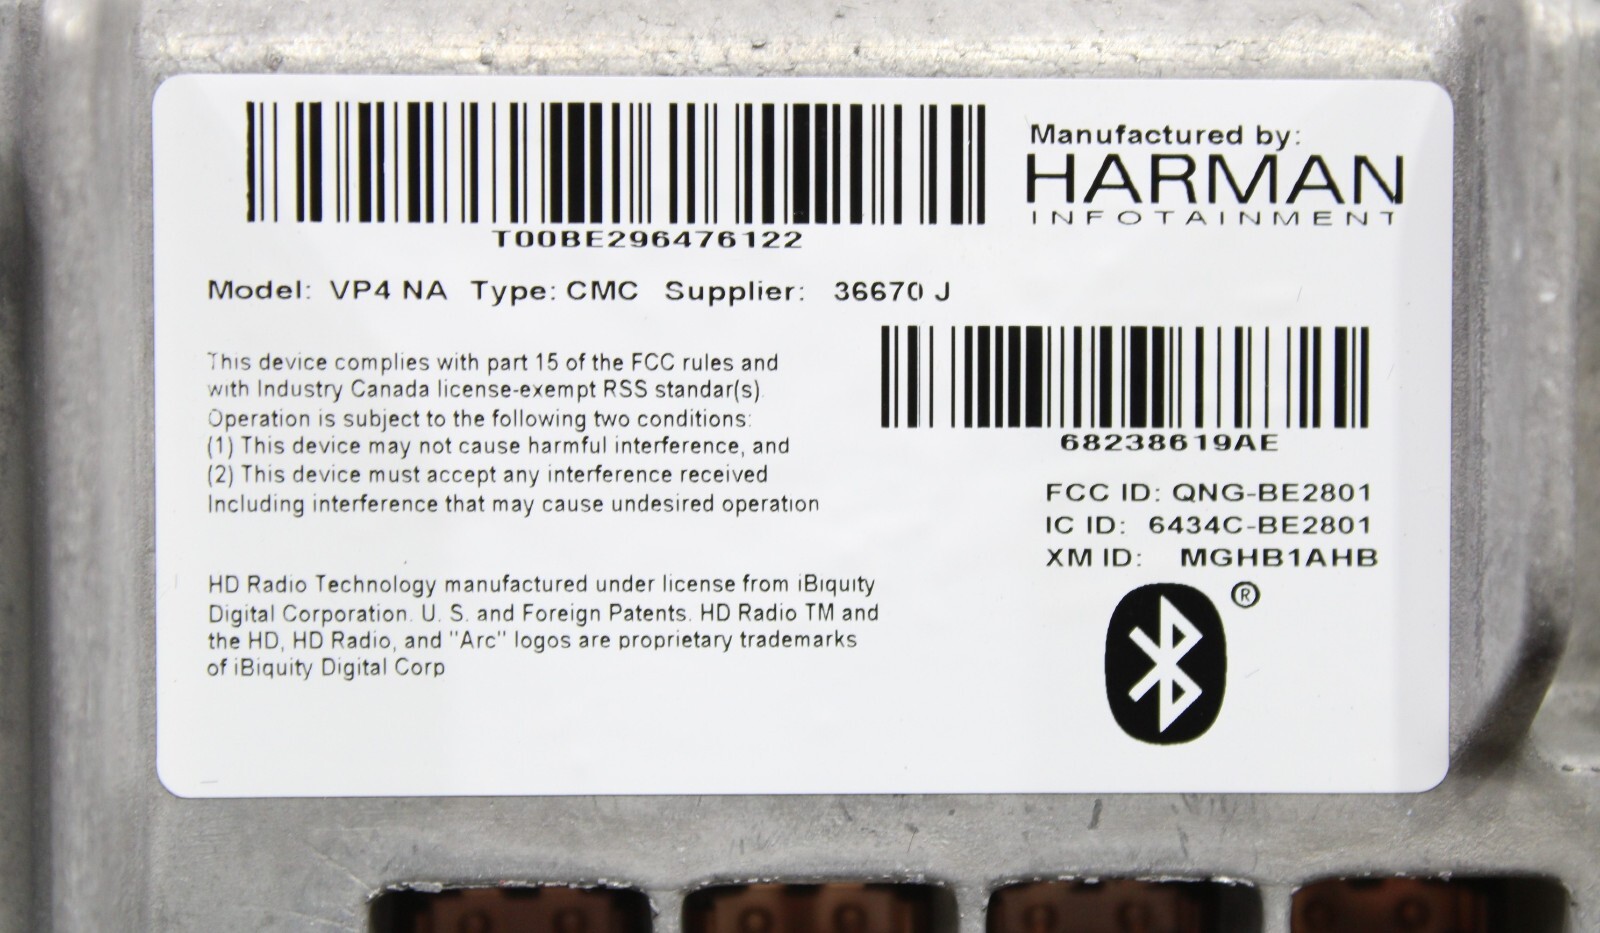 T00BE296476122
Manufactured by:
HARMAN
INFOTAINMENT
Model: VP4 NA Type: CMC Supplier: 36670 J
This device complies with part 15 of the FCC rules and
with Industry Canada license-exempt RSS standar(s).
Operation is subject to the following two conditions:
(1) This device may not cause harmful interference, and
(2) This device must accept any interference received
Including interference that may cause undesired operation
68238619AE
FCC ID: QNG-BE2801
IC ID: 6434C-BE2801
XM ID: MGHB1AHB
®
HD Radio Technology manufactured under license from iBiquity
Digital Corporation. U. S. and Foreign Patents. HD Radio TM and
the HD, HD Radio, and "Arc" logos are proprietary trademarks
of iBiquity Digital Corp